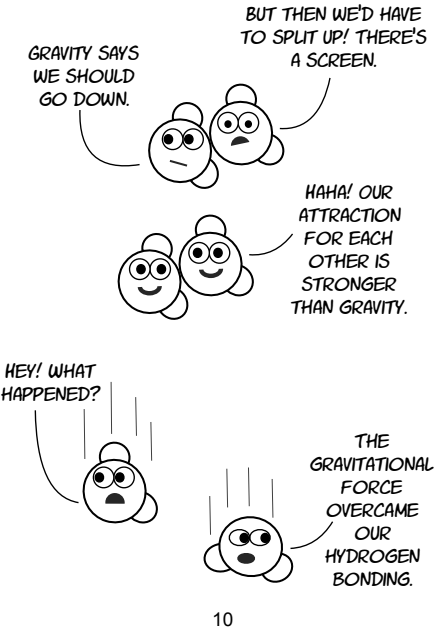 GRAVITY SAYS
WE SHOULD
GO DOWN.
BUT THEN WE'D HAVE
TO SPLIT UP! THERE'S
A SCREEN.
HAHA! OUR
ATTRACTION
FOR EACH
OTHER IS
STRONGER
THAN GRAVITY.
HEY! WHAT
HAPPENED?
THE
GRAVITATIONAL
FORCE
OVERCAME
OUR
HYDROGEN
BONDING.
10